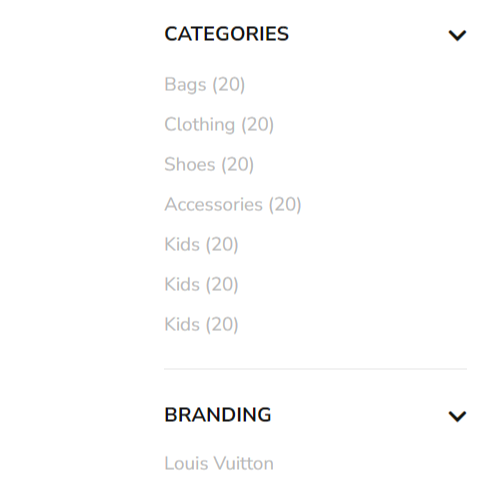 CATEGORIES
Bags (20)
Clothing (20)
Shoes (20)
Accessories (20)
Kids (20)
Kids (20)
Kids (20)
BRANDING
Louis Vuitton